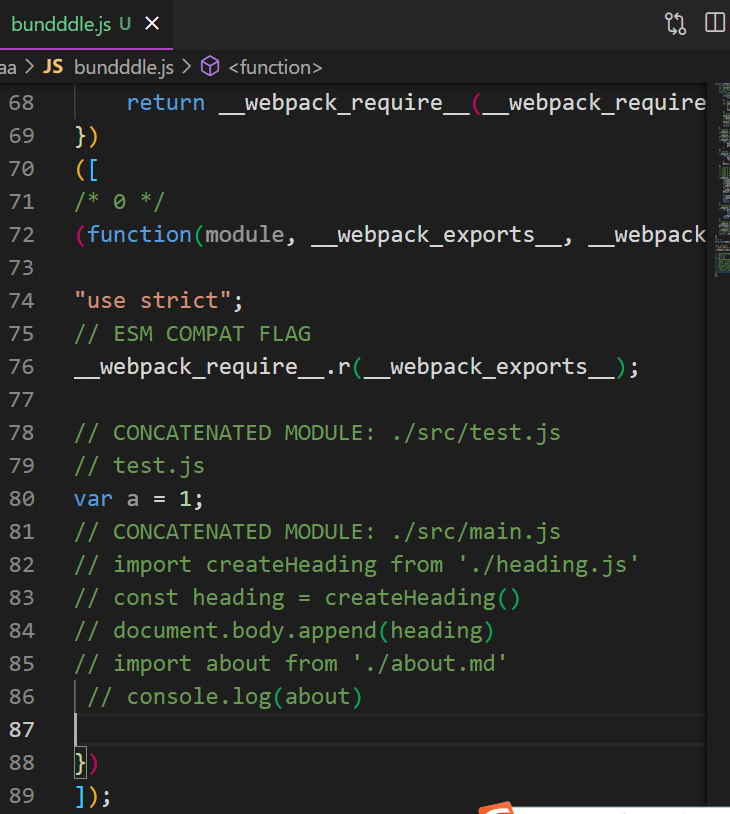 bundddle.js U ×
aa > JS bundddle.js > <function>
68 return __webpack_require__(__webpack_require
69 })
70 ([
71 /* 0 */
72 (function(module, __webpack_exports__, __webpack
73
74 "use strict";
75 // ESM COMPAT FLAG
76 __webpack_require__.r(__webpack_exports__);
77
78 // CONCATENATED MODULE: ./src/test.js
79 // test.js
80 var a = 1;
81 // CONCATENATED MODULE: ./src/main.js
82 // import createHeading from './heading.js'
83 // const heading = createHeading()
84 // document.body.append(heading)
85 // import about from './about.md'
86 // console.log(about)
87
88 })
89 ]);